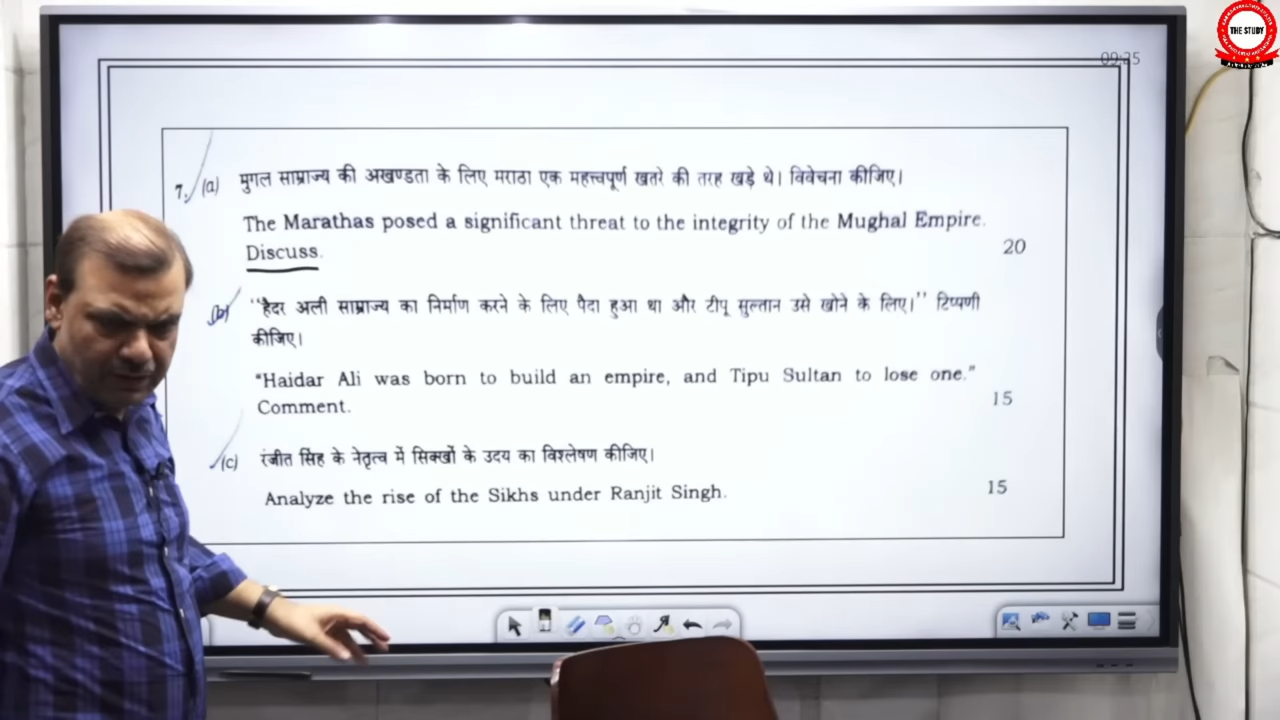 THE STUDY
09:35
7. (a) मुगल साम्राज्य की अखण्डता के लिए मराठा एक महत्त्वपूर्ण खतरे की तरह खड़े थे। विवेचना कीजिए।
The Marathas posed a significant threat to the integrity of the Mughal Empire.
Discuss.
20
(b) “हैदर अली साम्राज्य का निर्माण करने के लिए पैदा हुआ था और टीपू सुल्तान उसे खोने के लिए।” टिप्पणी
कीजिए।
“Haidar Ali was born to build an empire, and Tipu Sultan to lose one.”
Comment.
15
(c) रंजीत सिंह के नेतृत्व में सिक्खों के उदय का विश्लेषण कीजिए।
Analyze the rise of the Sikhs under Ranjit Singh.
15